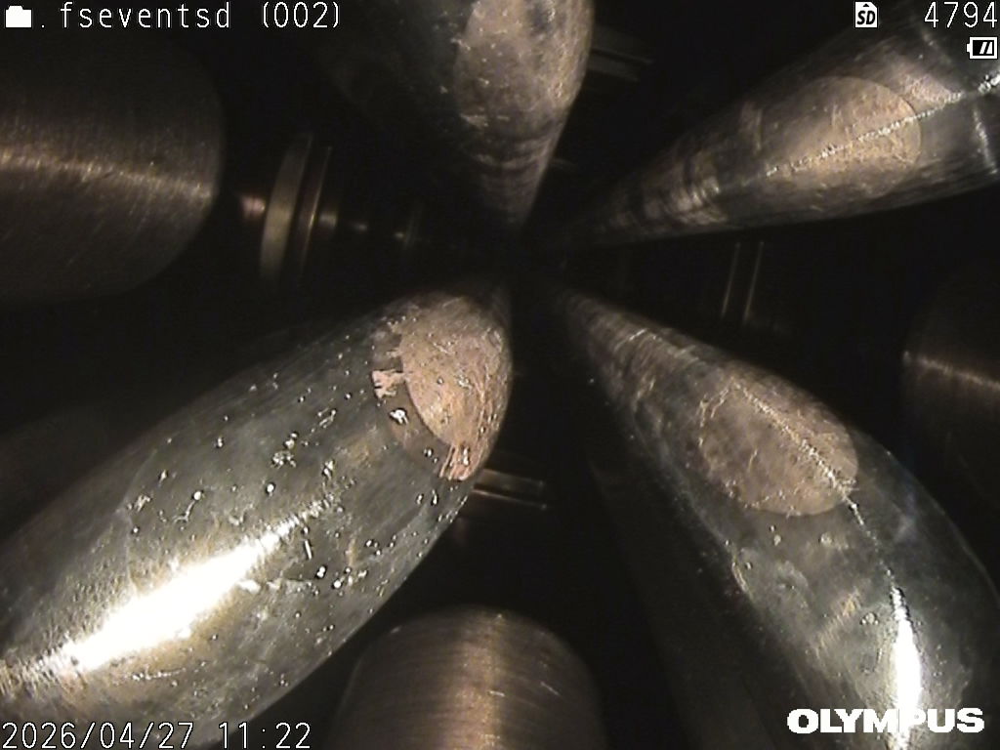 .fseventsd (002)
SD 4794
OLYMPUS
2026/04/27 11:22